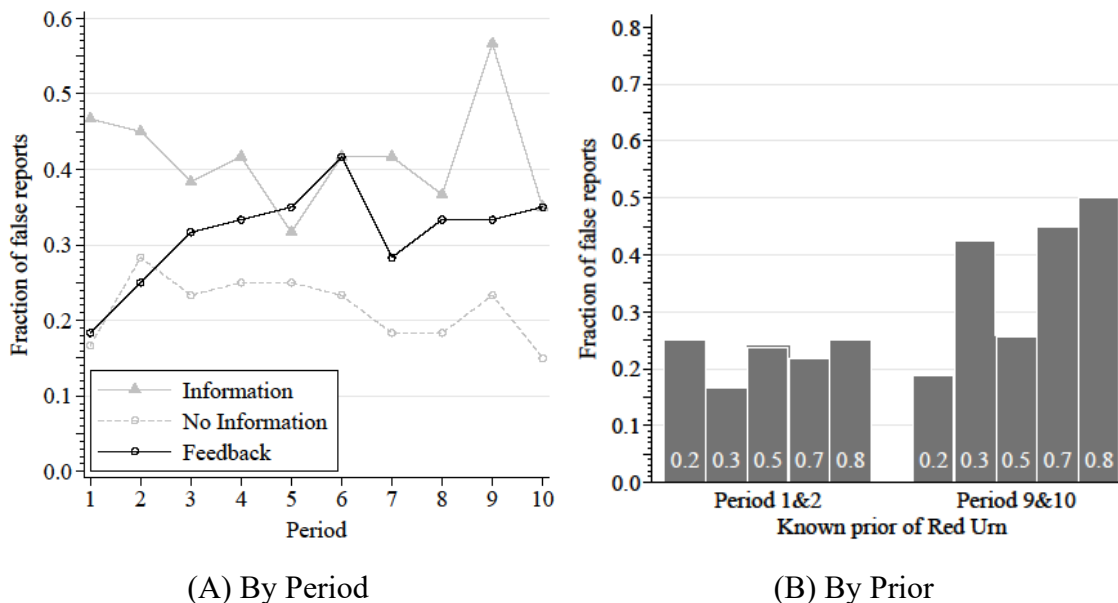 Fraction of false reports
0.6
0.5
0.4
0.3
0.2
0.1
0.0
Information
No Information
Feedback
1 2 3 4 5 6 7 8 9 10
Period
(A) By Period
Fraction of false reports
0.8
0.7
0.6
0.5
0.4
0.3
0.2
0.1
0.0
0.2 0.3 0.5 0.7 0.8 0.2 0.3 0.5 0.7 0.8
Period 1&2 Period 9&10
Known prior of Red Urn
(B) By Prior